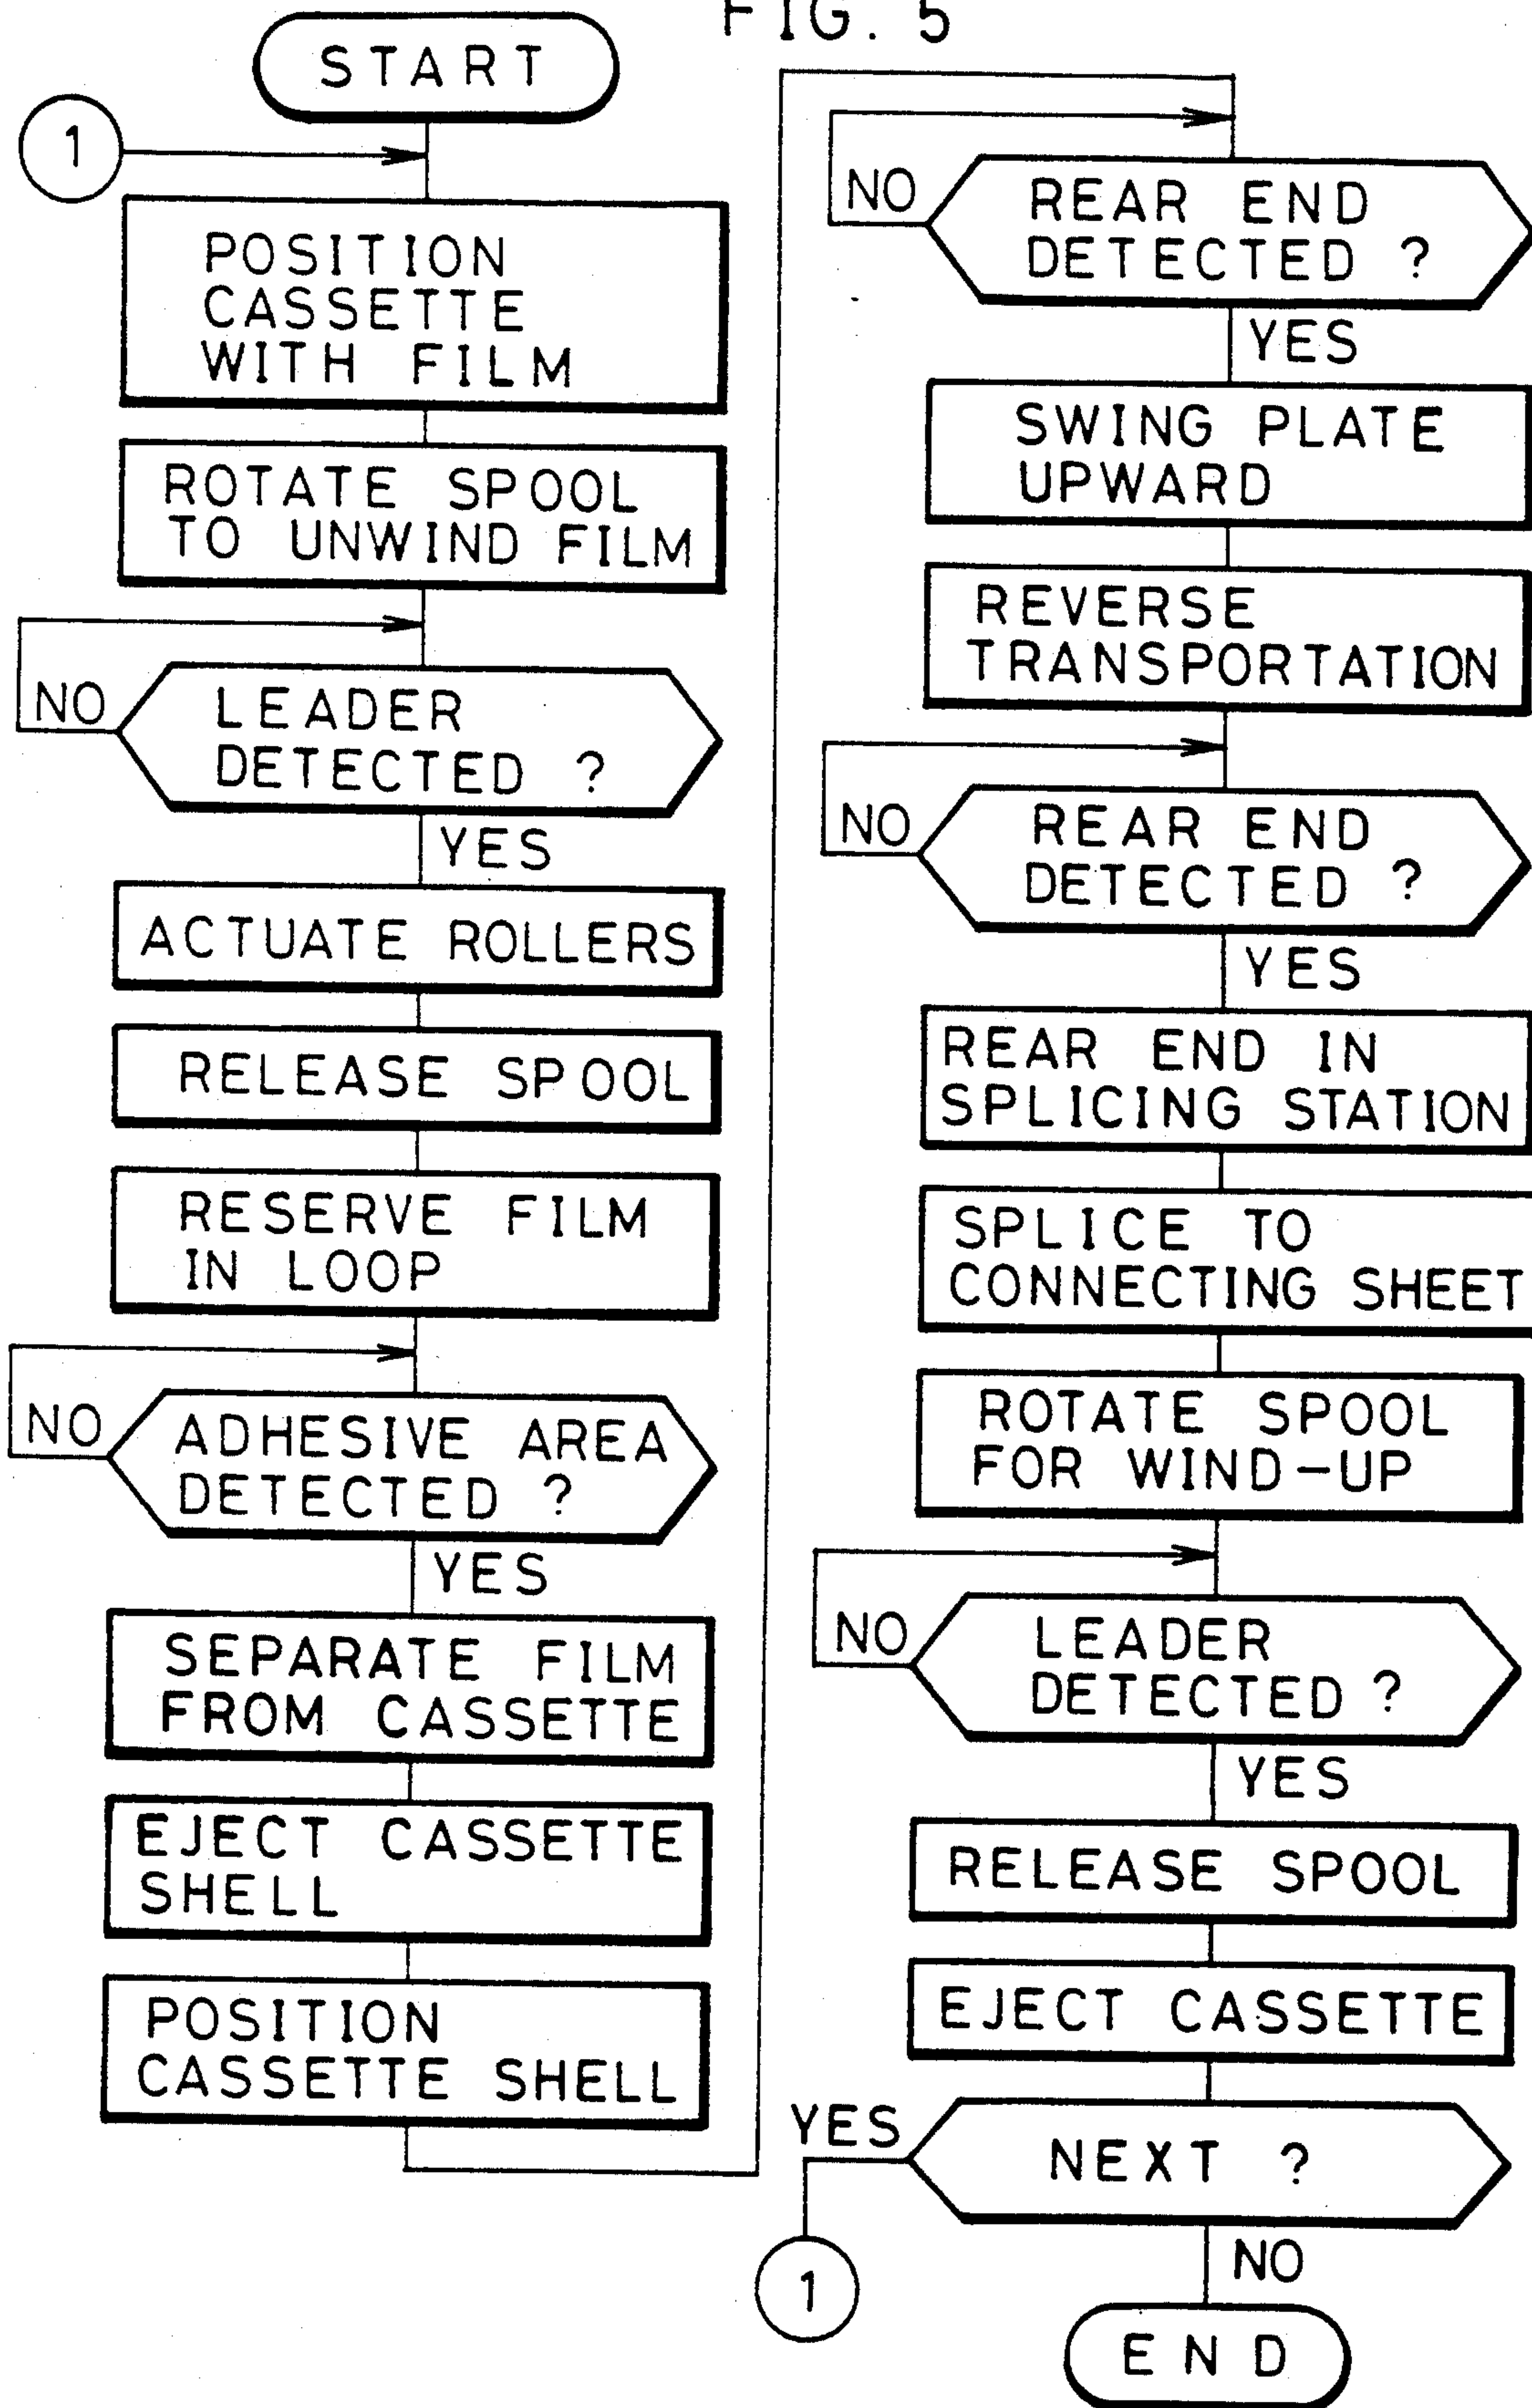 FIG. 5
START
1
POSITION
CASSETTE
WITH FILM
ROTATE SPOOL
TO UNWIND FILM
NO
LEADER
DETECTED ?
YES
ACTUATE ROLLERS
RELEASE SPOOL
RESERVE FILM
IN LOOP
NO
ADHESIVE AREA
DETECTED ?
YES
SEPARATE FILM
FROM CASSETTE
EJECT CASSETTE
SHELL
POSITION
CASSETTE SHELL
NO
REAR END
DETECTED ?
YES
SWING PLATE
UPWARD
REVERSE
TRANSPORTATION
NO
REAR END
DETECTED ?
YES
REAR END IN
SPLICING STATION
SPLICE TO
CONNECTING SHEET
ROTATE SPOOL
FOR WIND-UP
NO
LEADER
DETECTED ?
YES
RELEASE SPOOL
EJECT CASSETTE
YES
NEXT ?
1
NO
END